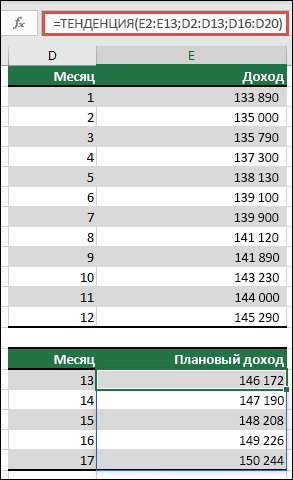 fx =ТЕНДЕНЦИЯ(E2:E13;D2:D13;D16:D20)
D E
Месяц Доход
1 133 890
2 135 000
3 135 790
4 137 300
5 138 130
6 139 100
7 139 900
8 141 120
9 141 890
10 143 230
11 144 000
12 145 290
Месяц Плановый доход
13 146 172
14 147 190
15 148 208
16 149 226
17 150 244